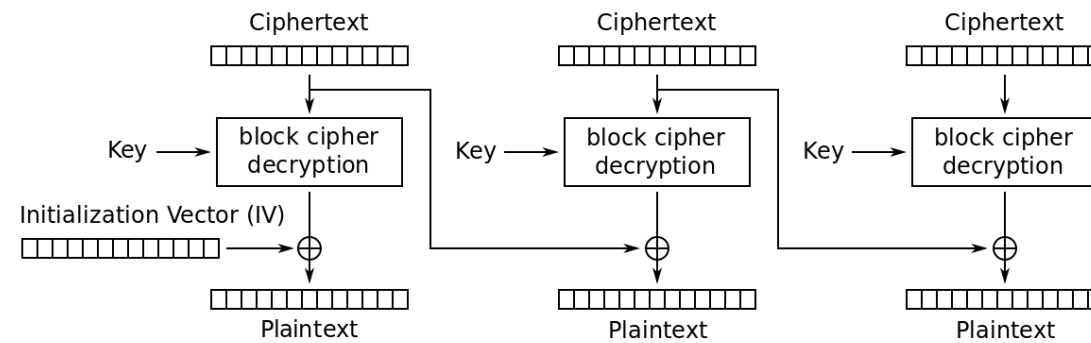 Ciphertext
Ciphertext
Ciphertext
Key
block cipher
decryption
Key
block cipher
decryption
Key
block cipher
decryption
Initialization Vector (IV)
Plaintext
Plaintext
Plaintext